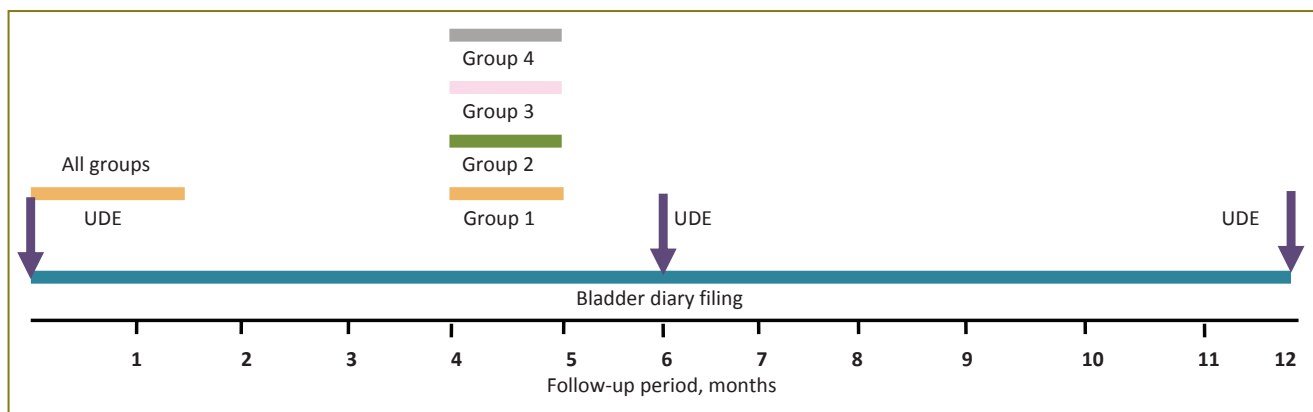 Group 4
Group 3
All groups
Group 2
UDE
Group 1
UDE
UDE
Bladder diary filing
1 2 3 4 5 6 7 8 9 10 11 12
Follow-up period, months